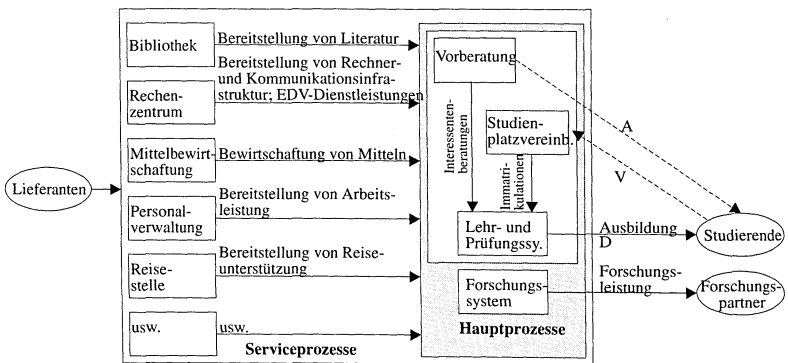 Lieferanten
Bibliothek
Bereitstellung von Literatur
Rechen-
zentrum
Bereitstellung von Rechner-
und Kommunikationsinfra-
struktur; EDV-Dienstleistungen
Mittelbewirt-
schaftung
Bewirtschaftung von Mitteln
Personal-
verwaltung
Bereitstellung von Arbeits-
leistung
Reise-
stelle
Bereitstellung von Reise-
unterstützung
usw.
usw.
Serviceprozesse
Vorberatung
Interessenten-
beratungen
Studien-
platzvereinb.
Immatri-
kulationen
Lehr- und
Prüfungssy.
Forschungs-
system
Hauptprozesse
A
V
Ausbildung
D
Studierende
Forschungs-
leistung
Forschungs-
partner